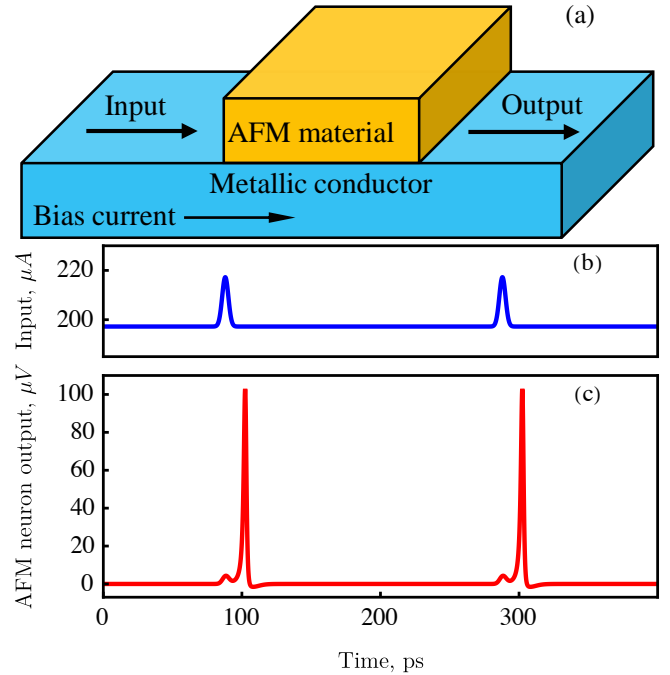 (a)
Input
Output
AFM material
Metallic conductor
Bias current
(b)
Input, μA
220
200
(c)
AFM neuron output, μV
100
80
60
40
20
0
0
100
200
300
Time, ps